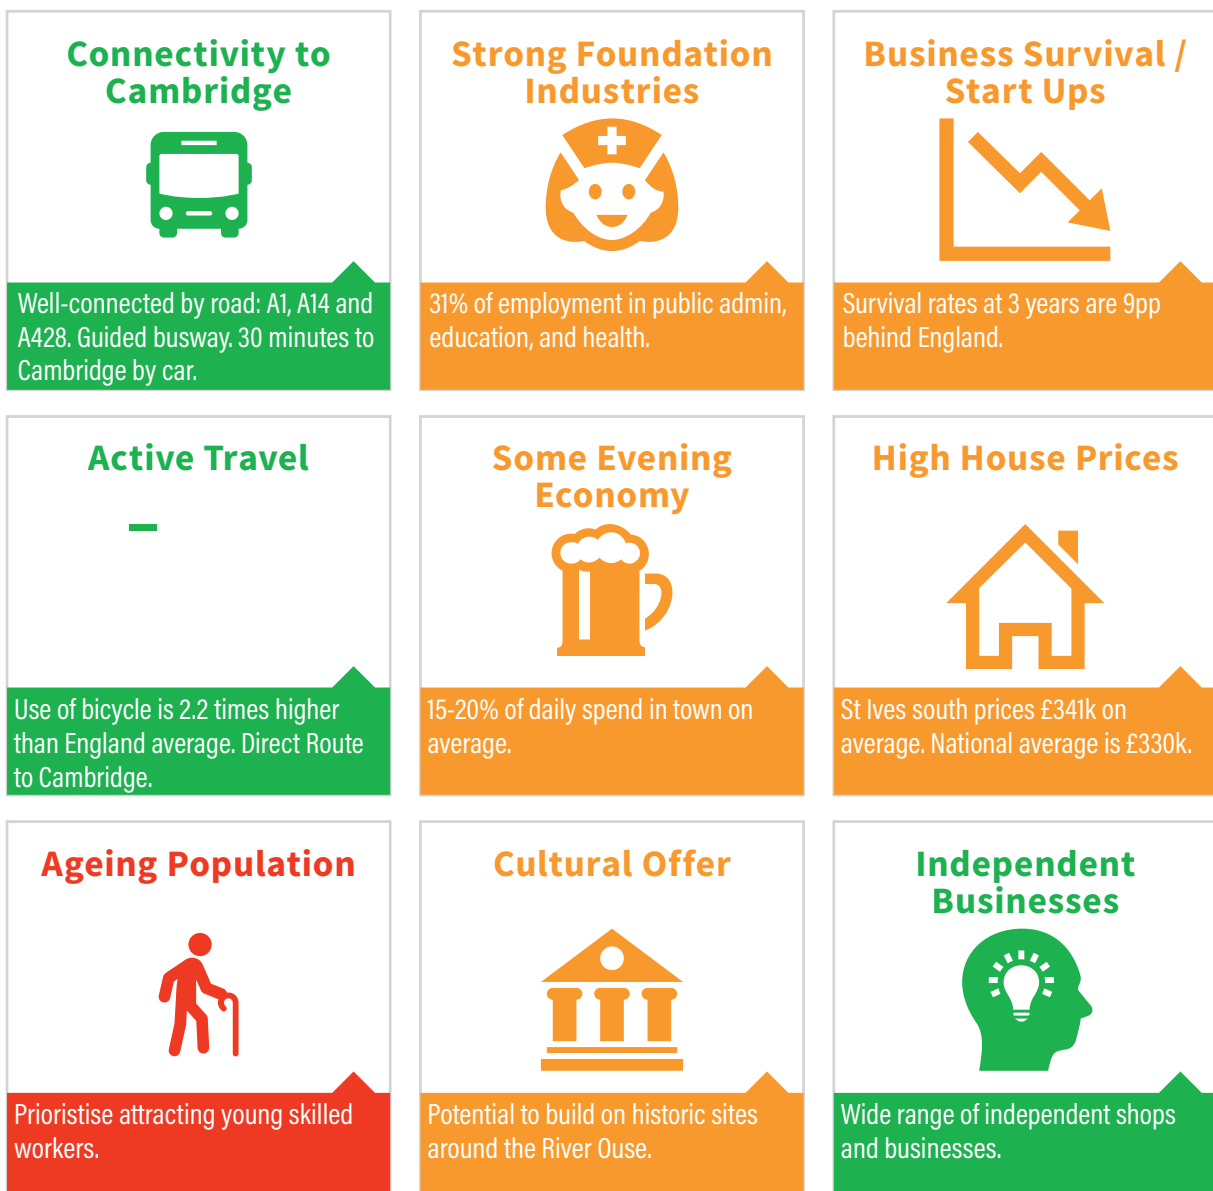 Connectivity to
Cambridge
Well-connected by road: A1, A14 and
A428. Guided busway. 30 minutes to
Cambridge by car.
Strong Foundation
Industries
31% of employment in public admin,
education, and health.
Business Survival /
Start Ups
Survival rates at 3 years are 9pp
behind England.
Active Travel
Use of bicycle is 2.2 times higher
than England average. Direct Route
to Cambridge.
Some Evening
Economy
15-20% of daily spend in town on
average.
High House Prices
St Ives south prices £341k on
average. National average is £330k.
Ageing Population
Prioristise attracting young skilled
workers.
Cultural Offer
Potential to build on historic sites
around the River Ouse.
Independent
Businesses
Wide range of independent shops
and businesses.